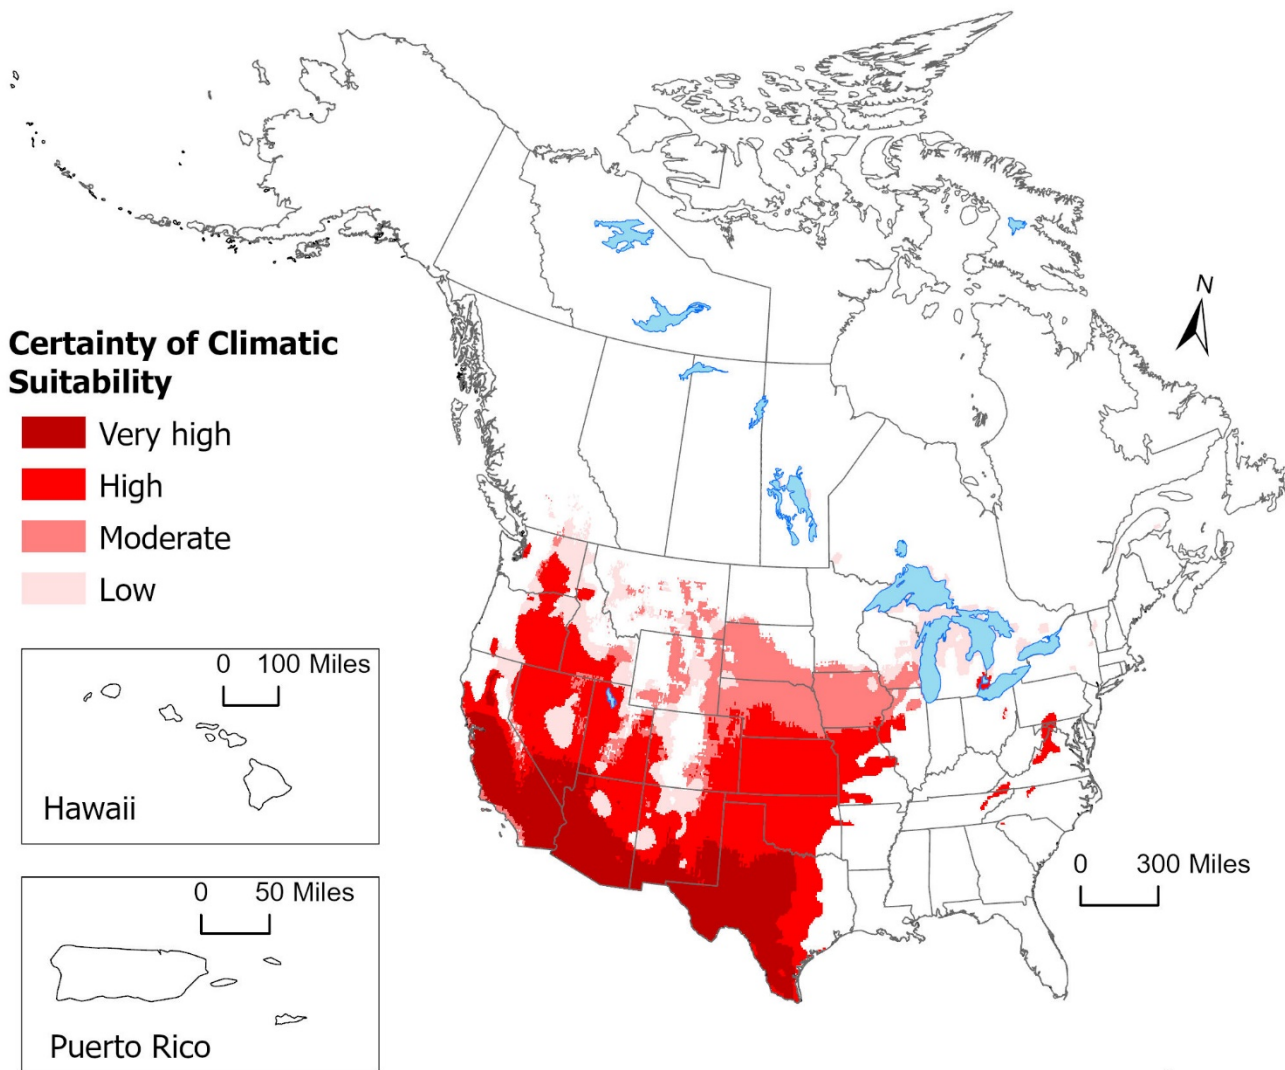 N
Certainty of Climatic
Suitability
Very high
High
Moderate
Low
0 100 Miles
Hawaii
0 50 Miles
Puerto Rico
0 300 Miles